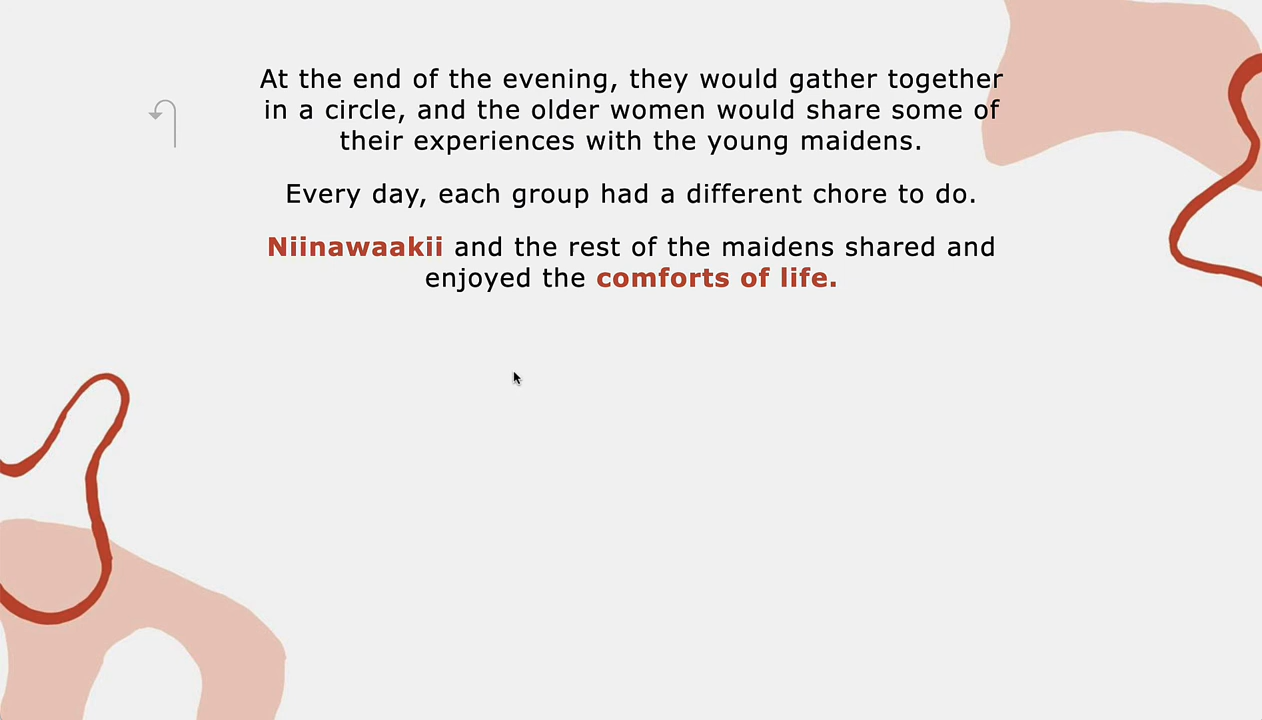 At the end of the evening, they would gather together
in a circle, and the older women would share some of
their experiences with the young maidens.
Every day, each group had a different chore to do.
Niinawaakii and the rest of the maidens shared and
enjoyed the comforts of life.